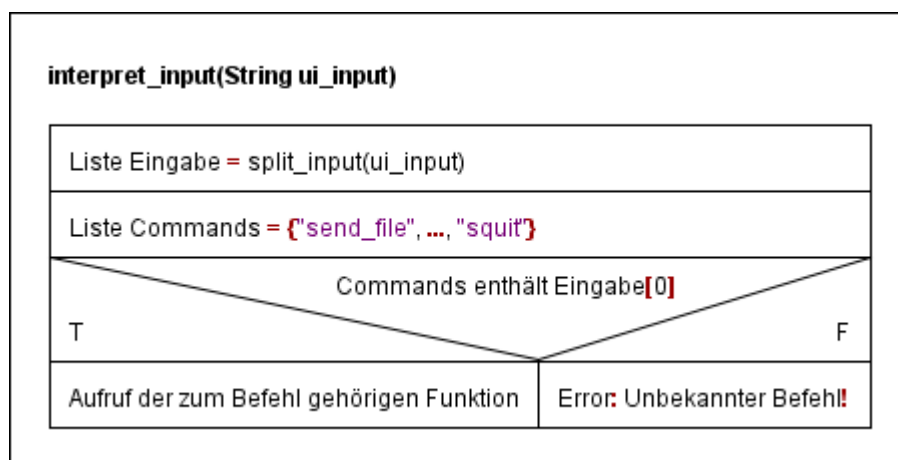 interpret_input(String ui_input)
Liste Eingabe = split_input(ui_input)
Liste Commands = {"send_file", ..., "squit"}
Commands enthält Eingabe[0]
T
F
Aufruf der zum Befehl gehörigen Funktion
Error: Unbekannter Befehl!